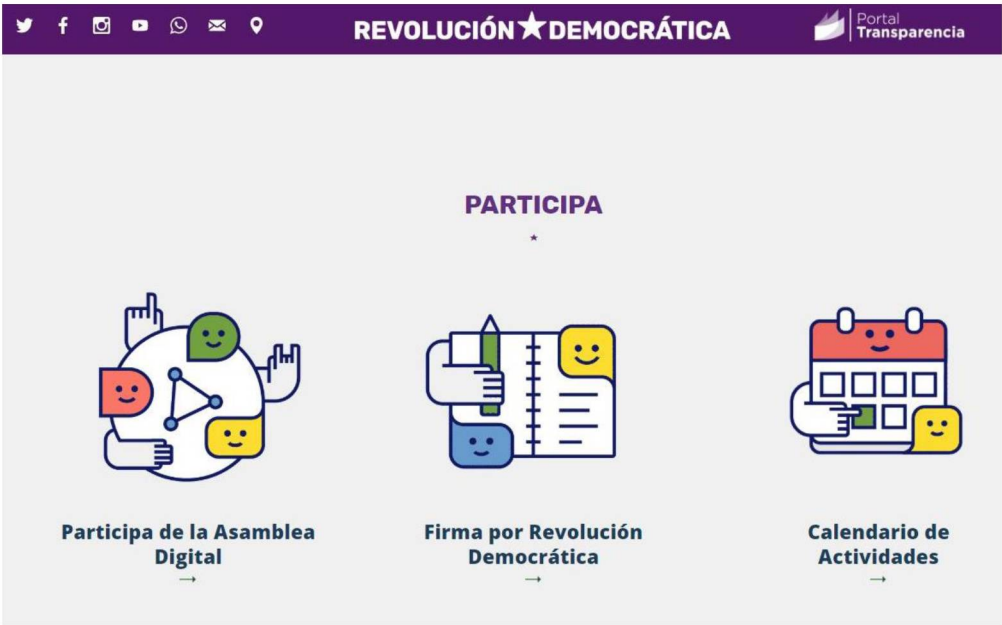 REVOLUCIÓN★DEMOCRÁTICA
Portal
Transparencia
PARTICIPA
Participa de la Asamblea
Digital
Firma por Revolución
Democrática
Calendario de
Actividades